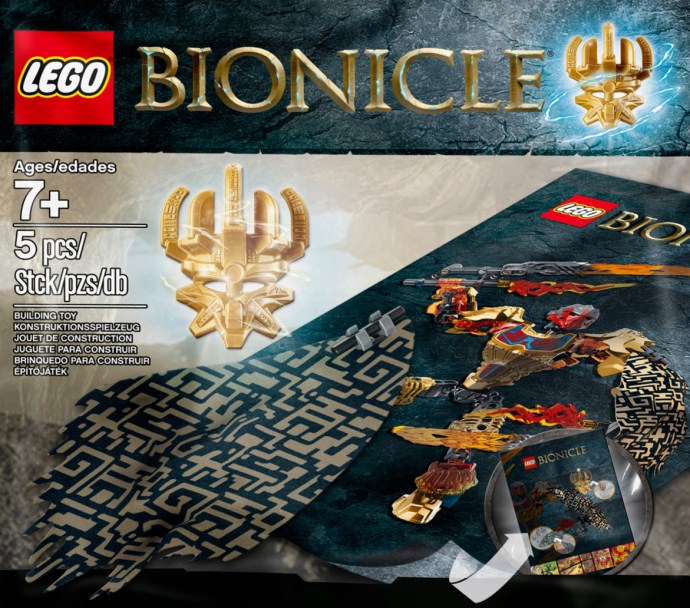 LEGO BIONICLE®
Ages/edades
7+
5 pcs/
Stck/pzs/db
BUILDING TOY
KONSTRUKTIONSSPIELZEUG
JOUET DE CONSTRUCTION
JUGUETE PARA CONSTRUIR
BRINQUEDO PARA CONSTRUIR
ÉPÍTŐJÁTÉK
LEGO BION
LEGO BIONICLE